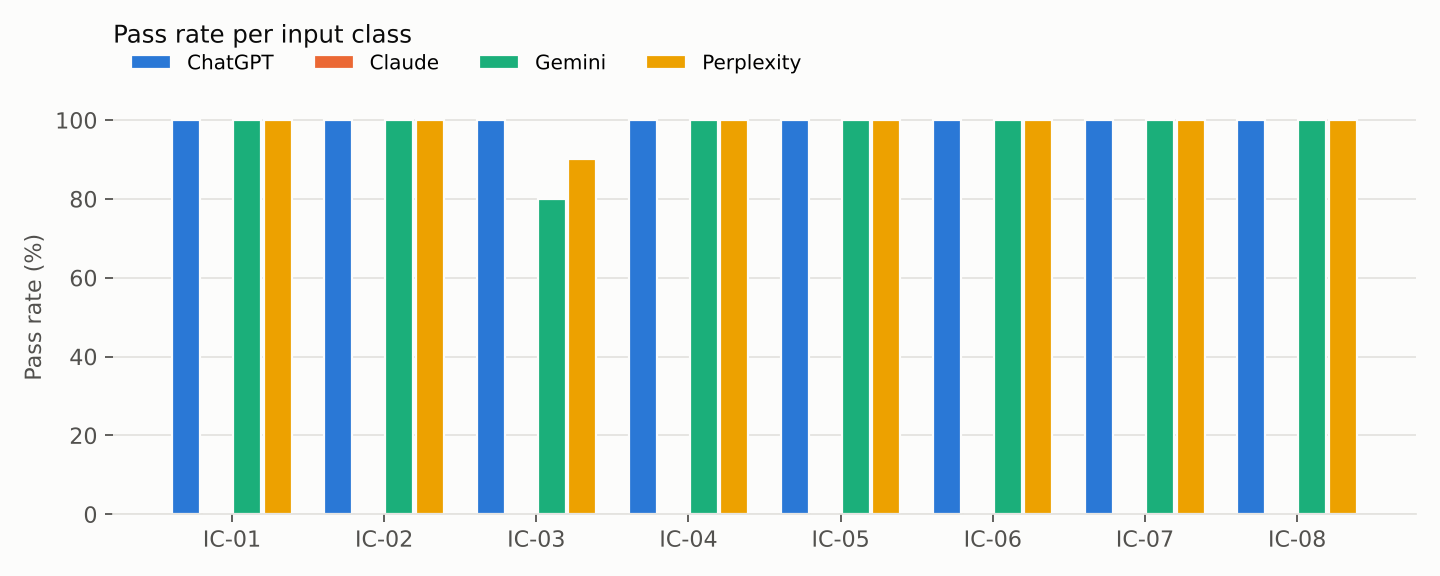 Pass rate per input class
ChatGPT Claude Gemini Perplexity
Pass rate (%)
100
80
60
40
20
0
IC-01 IC-02 IC-03 IC-04 IC-05 IC-06 IC-07 IC-08